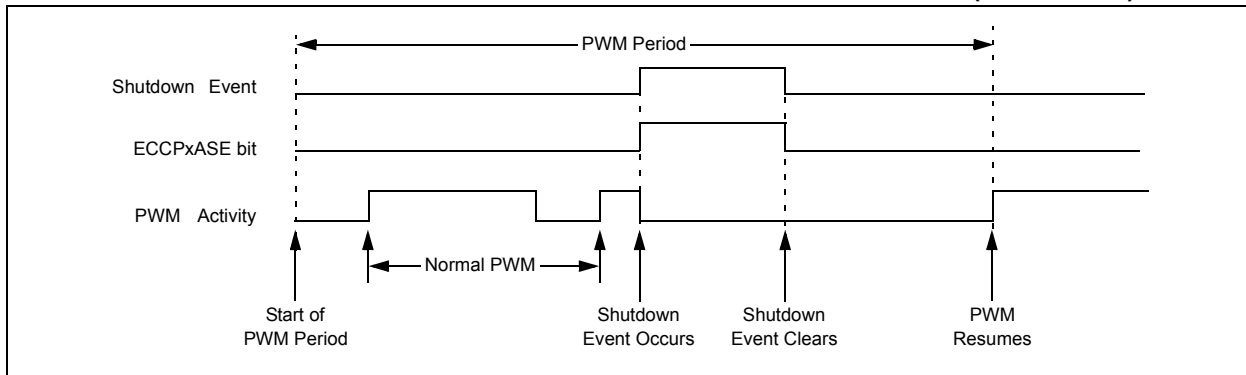 PWM Period
Shutdown Event
ECCPxASE bit
PWM Activity
Normal PWM
Start of
PWM Period
Shutdown
Event Occurs
Shutdown
Event Clears
PWM
Resumes